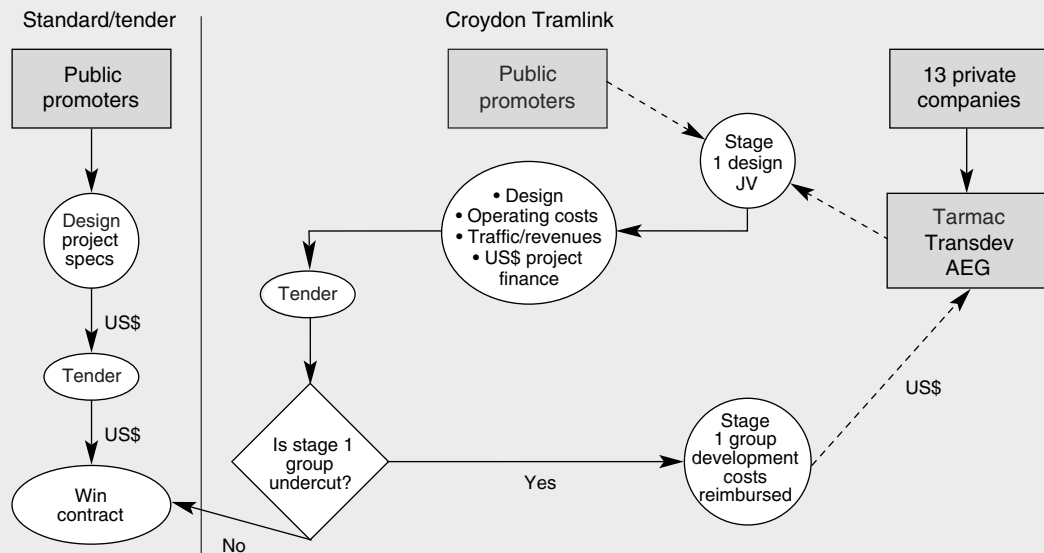 Standard/tender
Public
promoters
Design
project
specs
US$
Tender
US$
Win
contract
Croydon Tramlink
Public
promoters
Stage
1 design
JV
13 private
companies
Tarmac
Transdev
AEG
• Design
• Operating costs
• Traffic/revenues
• US$ project
finance
Tender
Is stage 1
group
undercut?
No
Yes
Stage
1 group
development
costs
reimbursed
US$